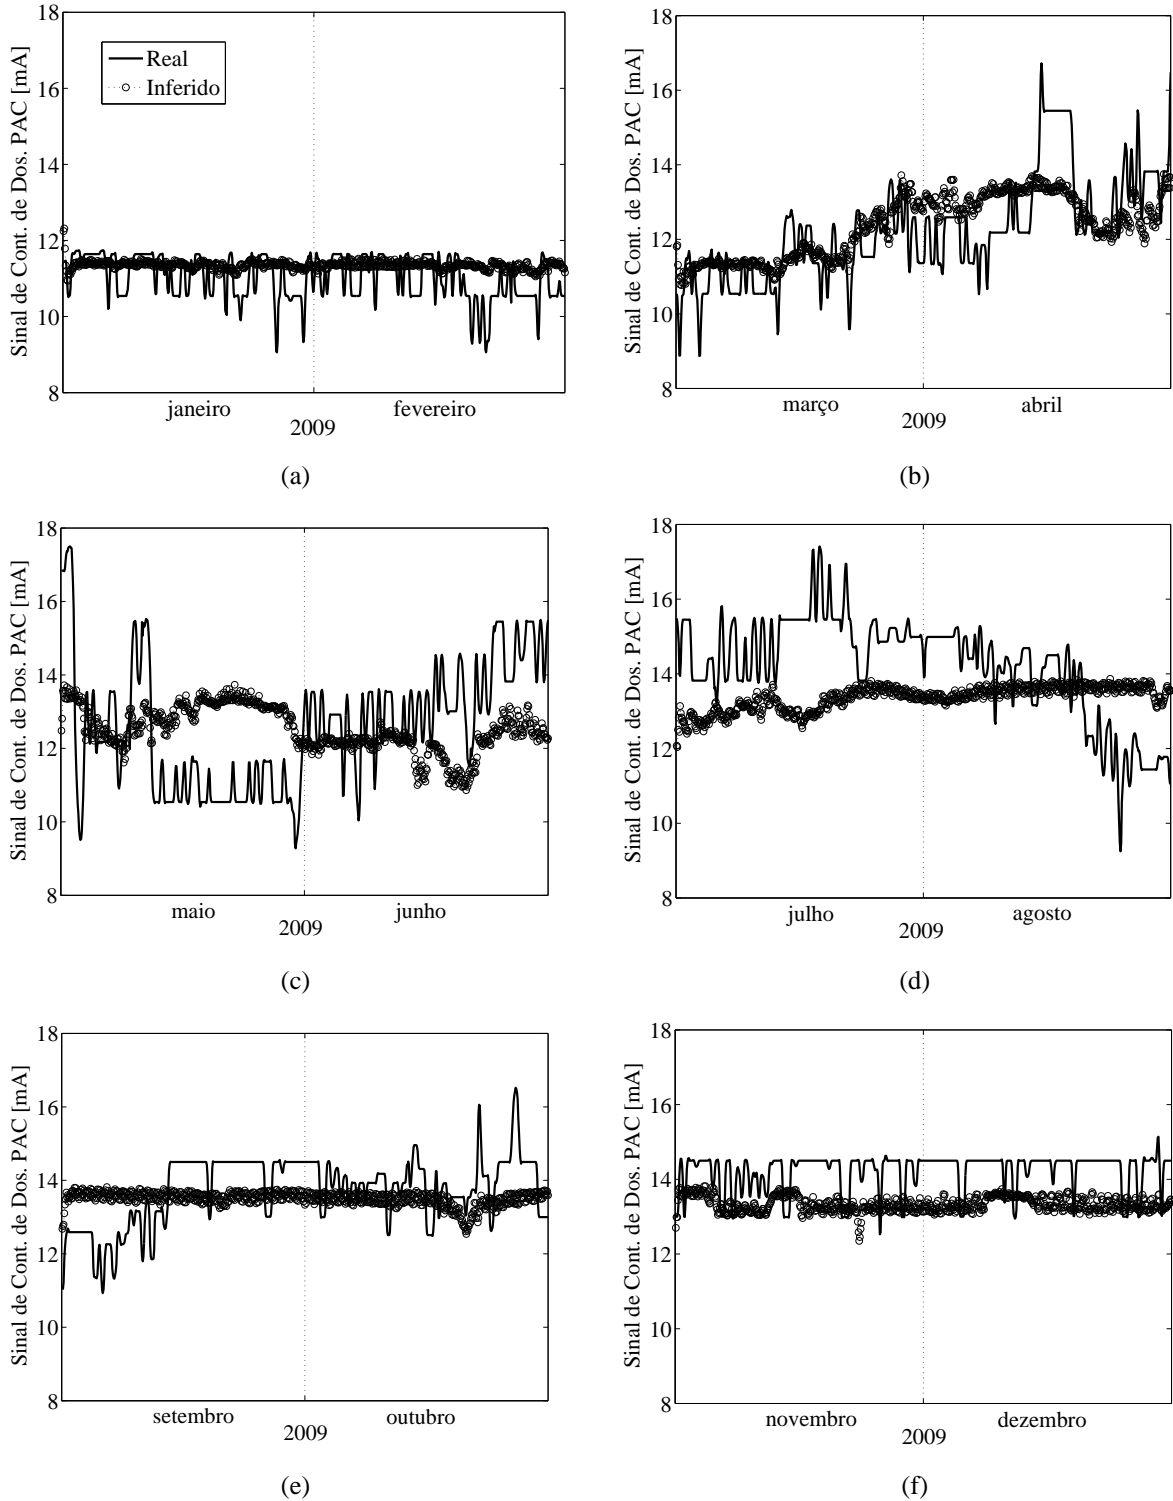 18
16
14
12
10
8
Sinal de Cont. de Dos. PAC [mA]
Real
Inferido
janeiro
fevereiro
2009
(a)
18
16
14
12
10
8
Sinal de Cont. de Dos. PAC [mA]
março
abril
2009
(b)
18
16
14
12
10
8
Sinal de Cont. de Dos. PAC [mA]
maio
junho
2009
(c)
18
16
14
12
10
8
Sinal de Cont. de Dos. PAC [mA]
julho
agosto
2009
(d)
18
16
14
12
10
8
Sinal de Cont. de Dos. PAC [mA]
setembro
outubro
2009
(e)
18
16
14
12
10
8
Sinal de Cont. de Dos. PAC [mA]
novembro
dezembro
2009
(f)